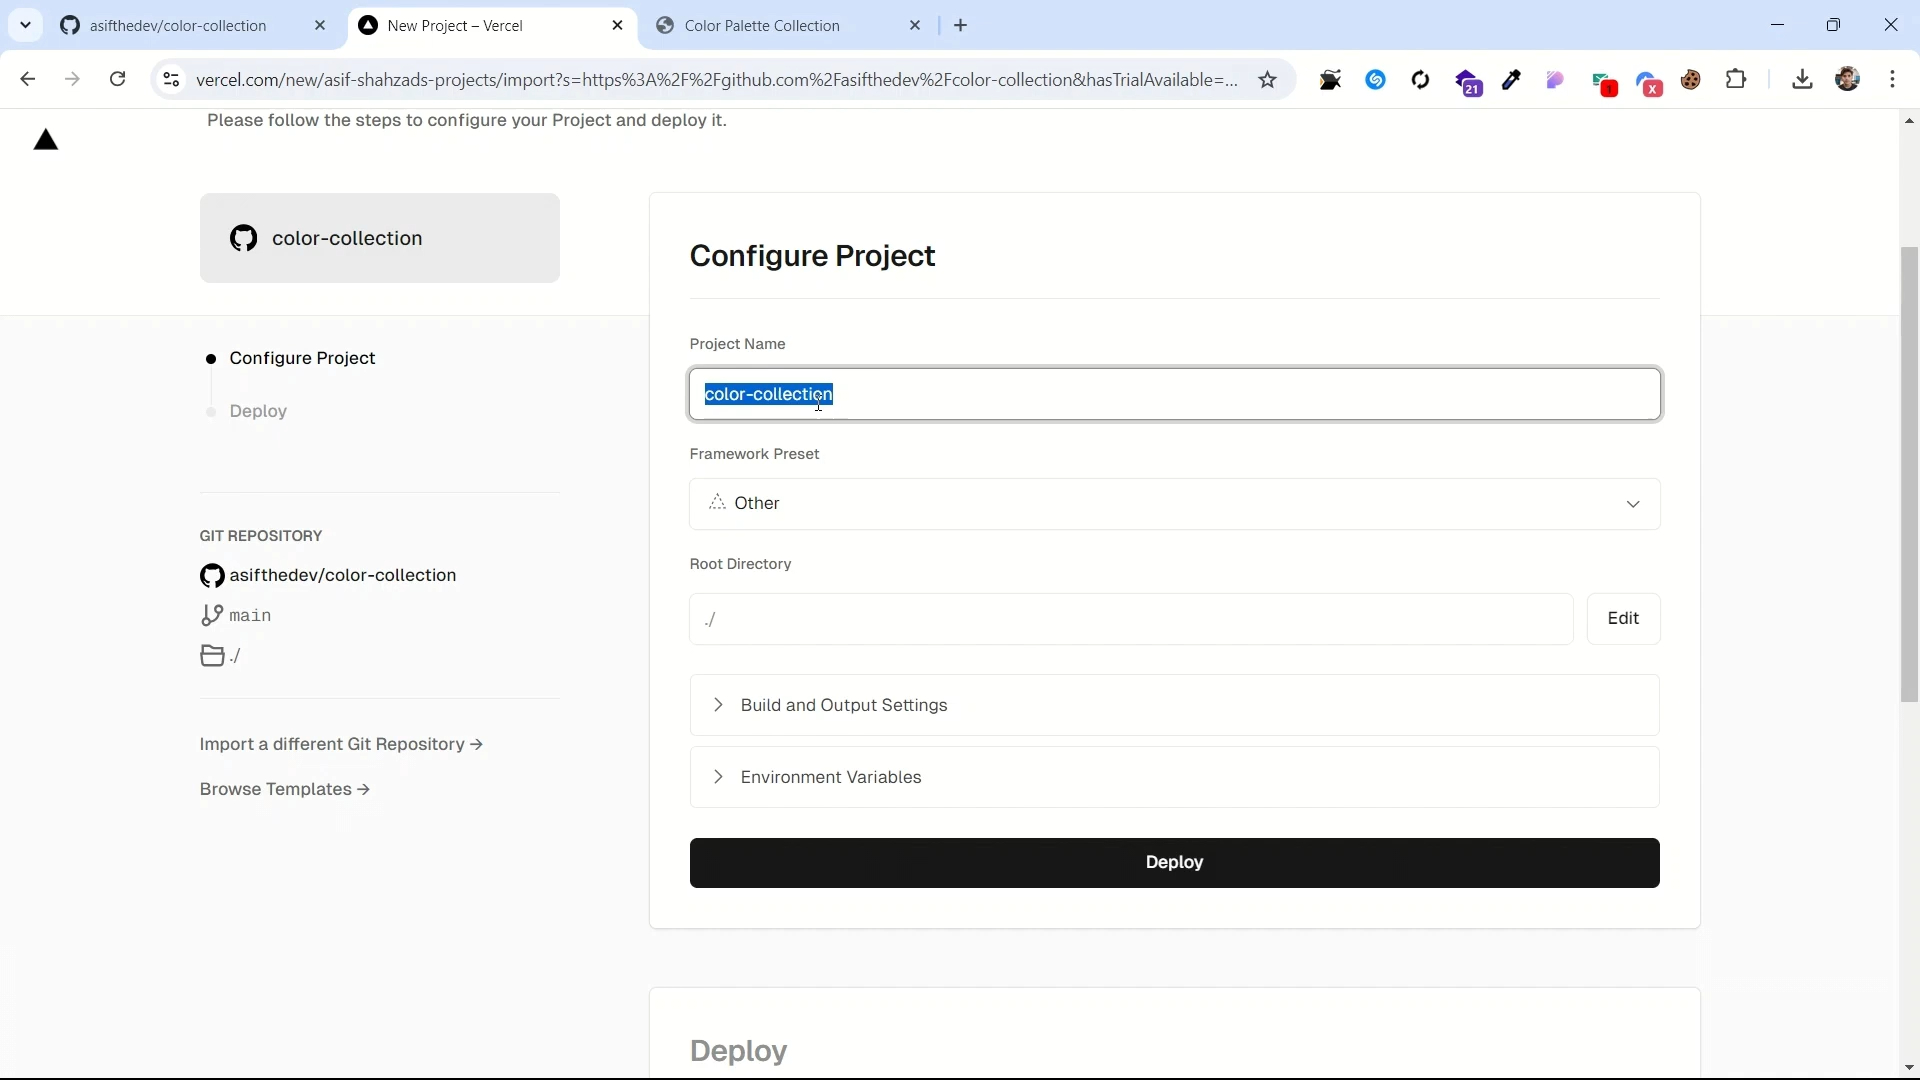 asifthedev/color-collection
New Project – Vercel
Color Palette Collection
vercel.com/new/asif-shahzads-projects/import?s=https%3A%2F%2Fgithub.com%2Fasifthedev%2Fcolor-collection&hasTrialAvailable=...
21
1
x
Please follow the steps to configure your Project and deploy it.
color-collection
Configure Project
Deploy
GIT REPOSITORY
asifthedev/color-collection
main
./
Import a different Git Repository →
Browse Templates →
Configure Project
Project Name
color-collection
Framework Preset
Other
Root Directory
./
Edit
Build and Output Settings
Environment Variables
Deploy
Deploy